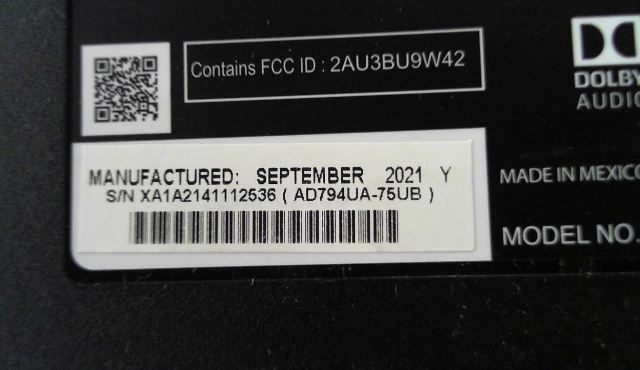 Contains FCC ID : 2AU3BU9W42
DOLBY
AUDIO
MANUFACTURED: SEPTEMBER 2021 Y
S/N XA1A2141112536 ( AD794UA-75UB )
MADE IN MEXICO
MODEL NO.